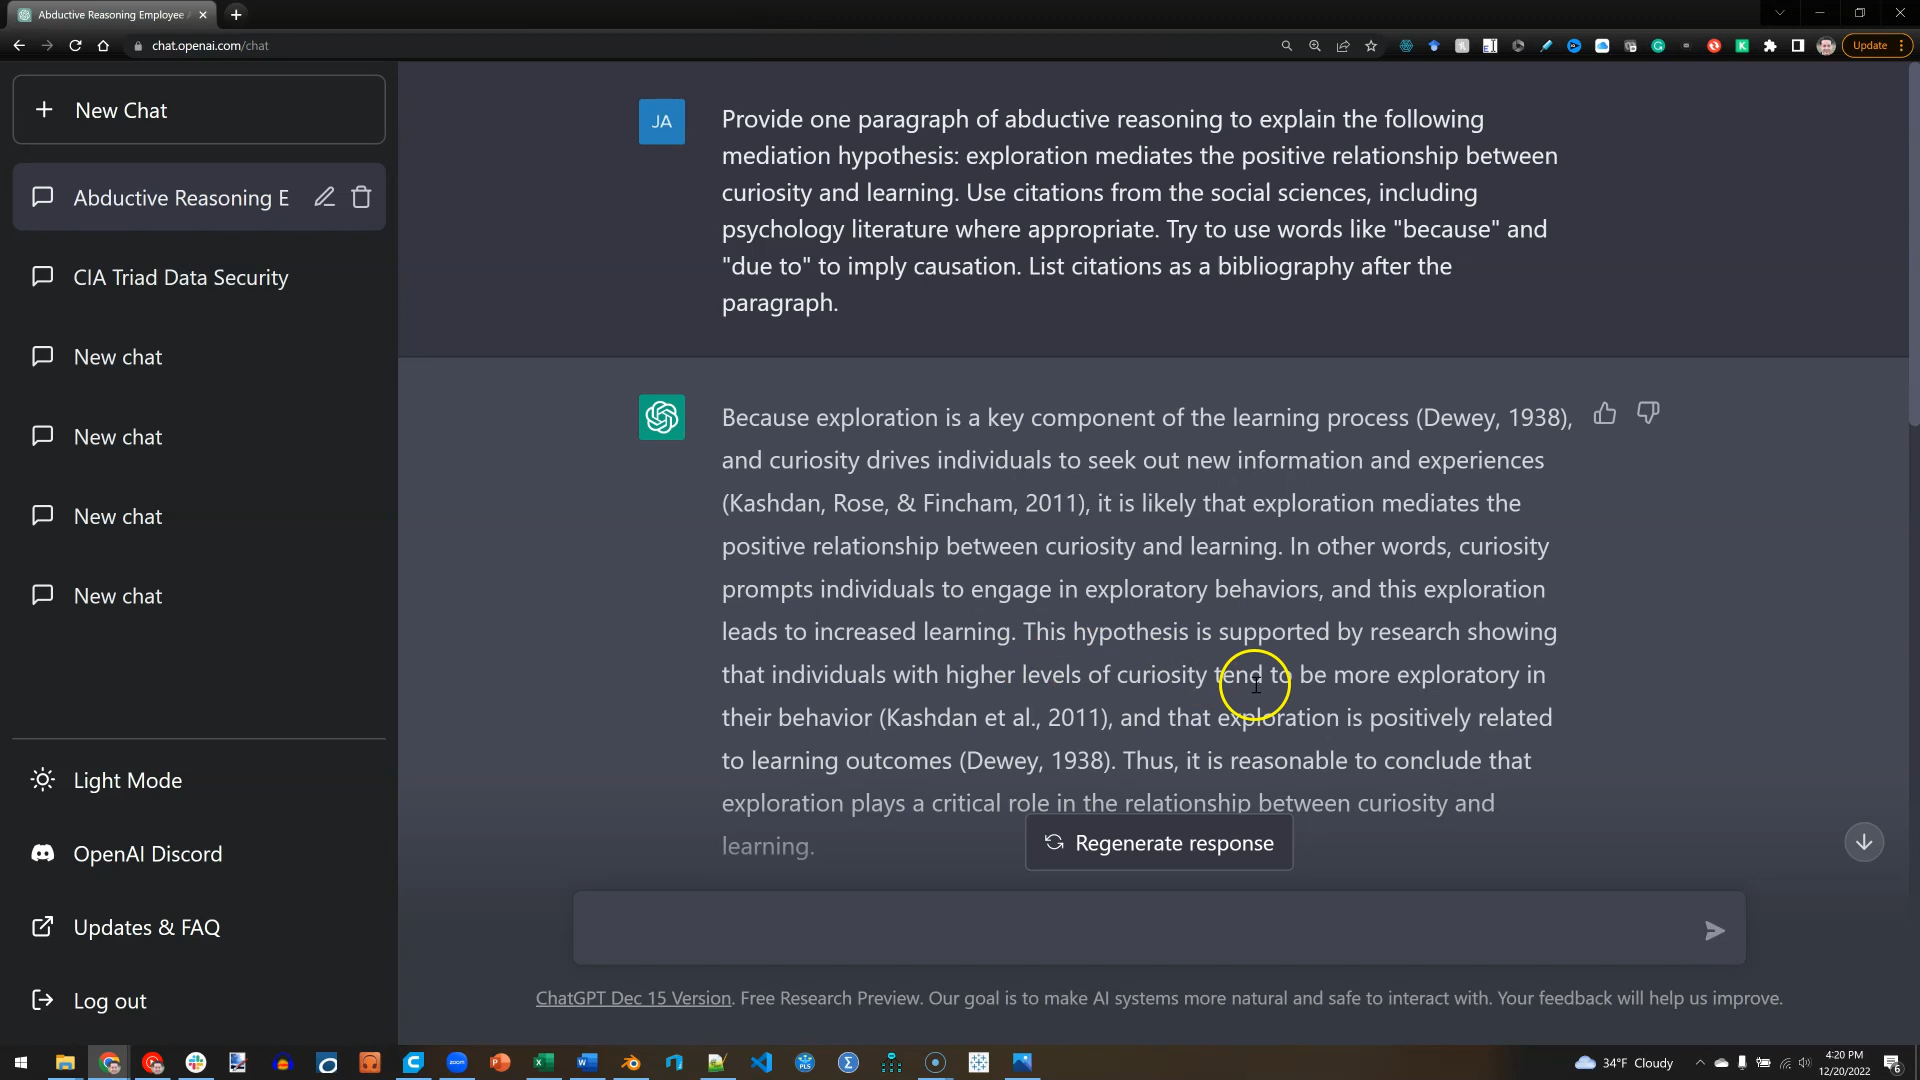 Abductive Reasoning Employee
chat.openai.com/chat
Update
New Chat
Abductive Reasoning E
CIA Triad Data Security
New chat
New chat
New chat
New chat
Light Mode
OpenAI Discord
Updates & FAQ
Log out
JA
Provide one paragraph of abductive reasoning to explain the following
mediation hypothesis: exploration mediates the positive relationship between
curiosity and learning. Use citations from the social sciences, including
psychology literature where appropriate. Try to use words like "because" and
"due to" to imply causation. List citations as a bibliography after the
paragraph.
Because exploration is a key component of the learning process (Dewey, 1938),
and curiosity drives individuals to seek out new information and experiences
(Kashdan, Rose, & Fincham, 2011), it is likely that exploration mediates the
positive relationship between curiosity and learning. In other words, curiosity
prompts individuals to engage in exploratory behaviors, and this exploration
leads to increased learning. This hypothesis is supported by research showing
that individuals with higher levels of curiosity tend to be more exploratory in
their behavior (Kashdan et al., 2011), and that exploration is positively related
to learning outcomes (Dewey, 1938). Thus, it is reasonable to conclude that
exploration plays a critical role in the relationship between curiosity and
learning.
Regenerate response
ChatGPT Dec 15 Version. Free Research Preview. Our goal is to make AI systems more natural and safe to interact with. Your feedback will help us improve.
34°F Cloudy
4:20 PM
12/20/2022
6